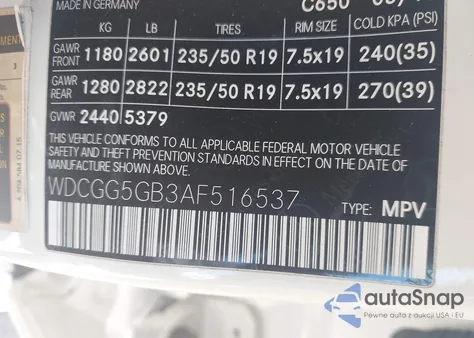 MADE IN GERMANY C650
KG LB TIRES RIM SIZE COLD KPA (PSI)
GAWR FRONT 1180 2601 235/50 R19 7.5x19 240(35)
GAWR REAR 1280 2822 235/50 R19 7.5x19 270(39)
GVWR 2440 5379
THIS VEHICLE CONFORMS TO ALL APPLICABLE FEDERAL MOTOR VEHICLE
SAFETY AND THEFT PREVENTION STANDARDS IN EFFECT ON THE DATE OF
MANUFACTURE SHOWN ABOVE.
WDCGG5GB3AF516537
TYPE: MPV
autoSnap
Pewne auta z aukcji USA i EU